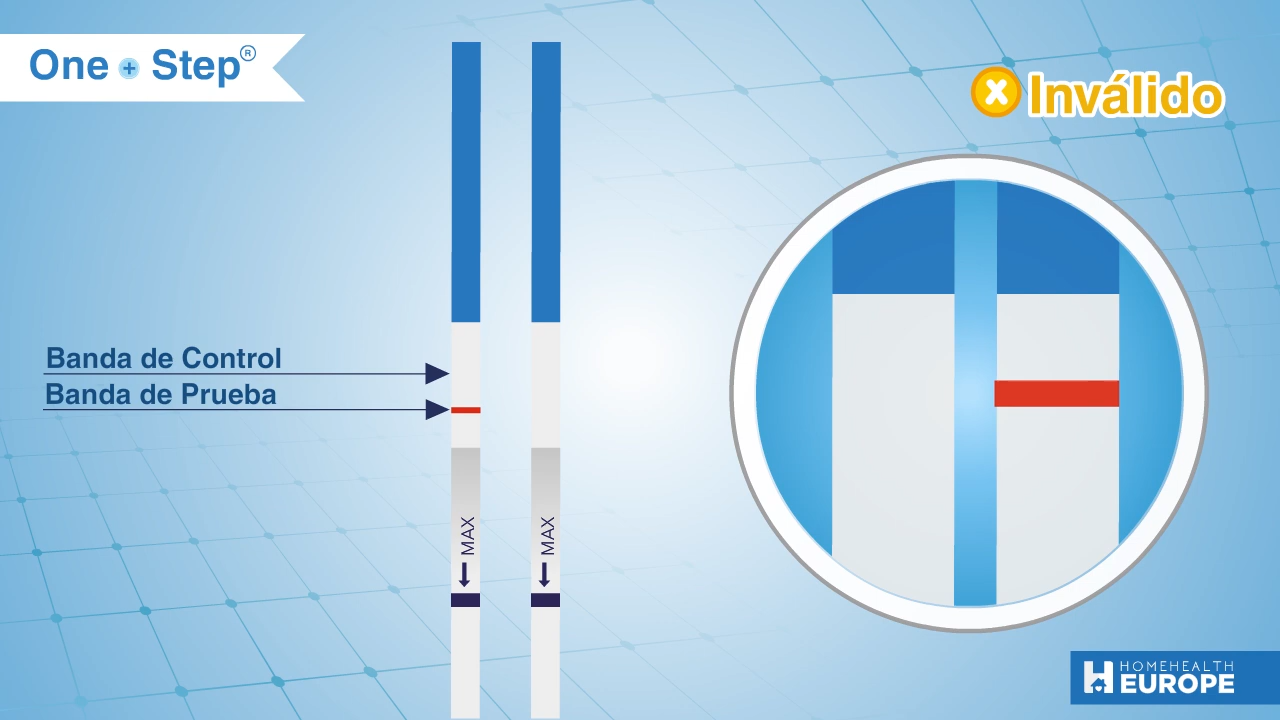 One + Step®
Inválido
Banda de Control
Banda de Prueba
MAX
MAX
HOMEHEALTH
EUROPE